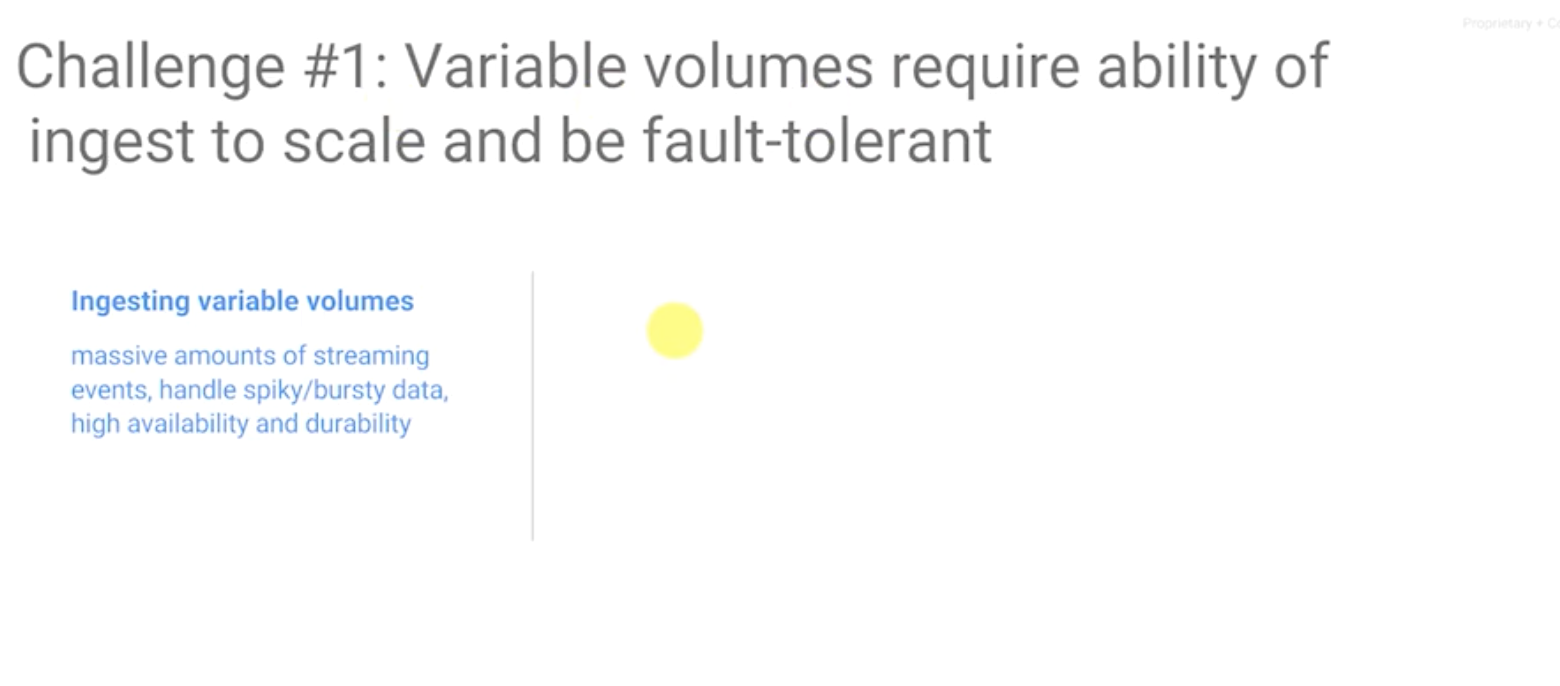 Proprietary +
Challenge #1: Variable volumes require ability of
ingest to scale and be fault-tolerant
Ingesting variable volumes
massive amounts of streaming
events, handle spiky/bursty data,
high availability and durability